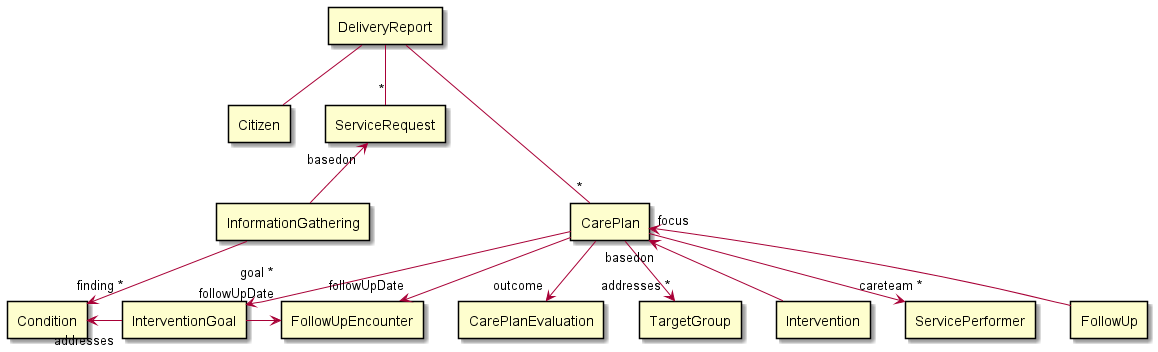 DeliveryReport
*
Citizen
ServiceRequest
basedon
*
InformationGathering
CarePlan
focus
basedon
goal *
finding *
followUpDate
followUpDate
outcome
addresses *
careteam *
Condition
InterventionGoal
FollowUpEncounter
CarePlanEvaluation
TargetGroup
Intervention
ServicePerformer
FollowUp
addresses